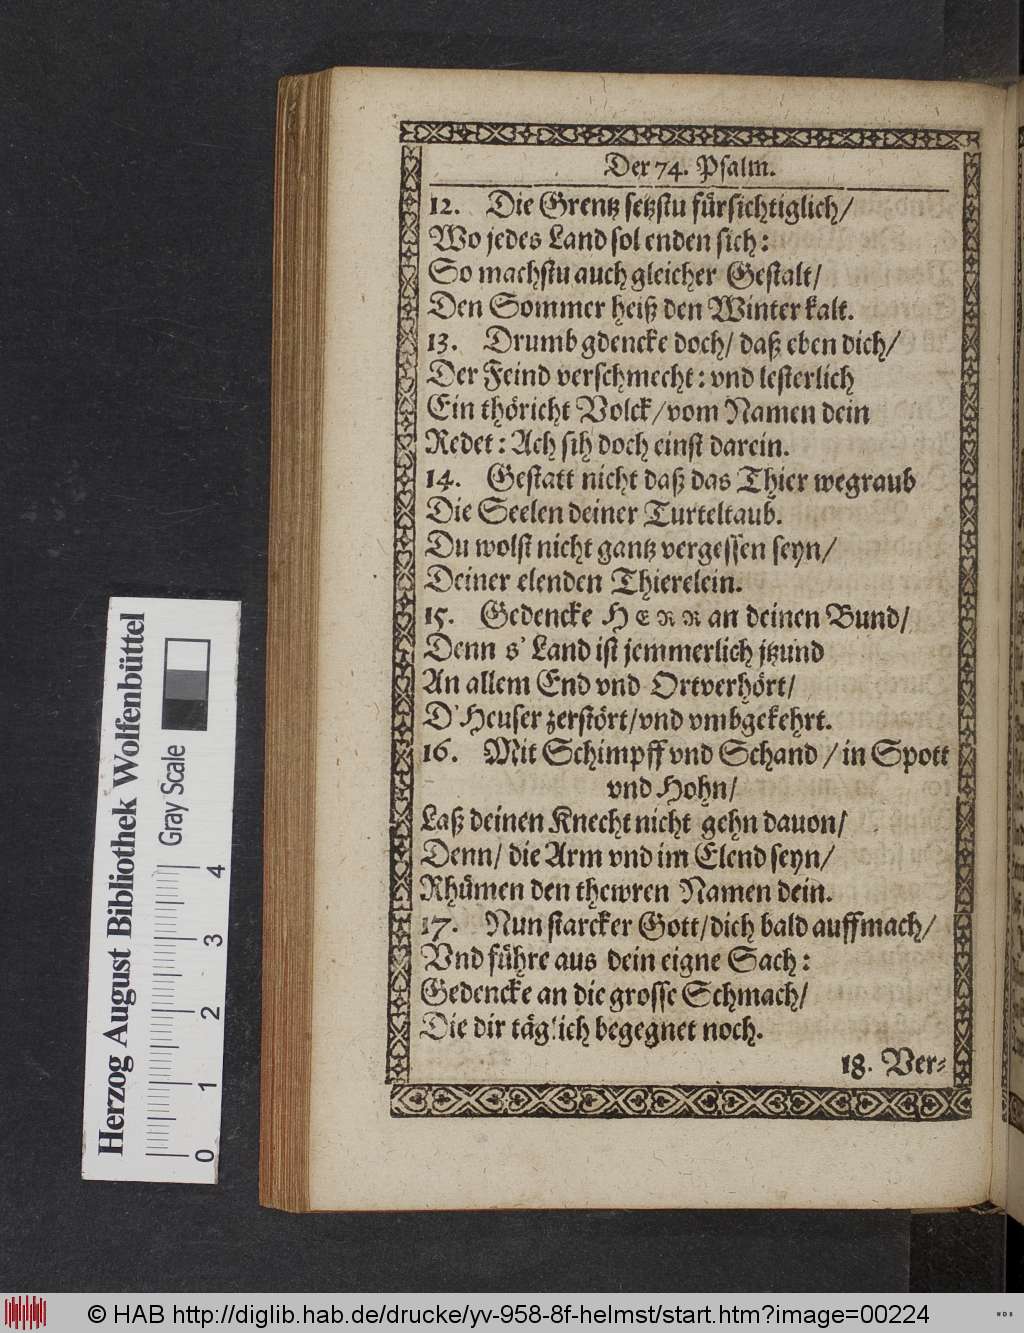 Der 74. Psalm.
12. Die Grentz setzstu fürsichtiglich/
Wo jedes Land sol enden sich:
So machstu auch gleicher Gestalt/
Den Sommer heiß den Winter kalt.
13. Drumb gdencke doch/ daß eben dich/
Der Feind verschmecht: vnd lesterlich
Ein thöricht Volck/vom Namen dein
Redet: Ach sih doch einst darein.
14. Gestatt nicht daß das Thier wegraub
Die Seelen deiner Turteltaub.
Du wolst nicht gantz vergessen seyn/
Deiner elenden Thierelein.
15. Gedencke HERR an deinen Bund/
Denn s' Land ist jemmerlich jtzund
An allem End vnd Ortverhört/
D' Heuser zerstört/vnd vmbgekehrt.
16. Mit Schimpff vnd Schand / in Spott
vnd Hohn/
Laß deinen Knecht nicht gehn dauon/
Denn/ die Arm vnd im Elend seyn/
Rhümen den thewren Namen dein.
17. Nun starcker Gott/dich bald auffmach/
Vnd führe aus dein eigne Sach:
Gedencke an die grosse Schmach/
Die dir täglich begegnet noch.
18. Ver-
Herzog August Bibliothek Wolfenbüttel
Gray Scale
0 1 2 3 4
© HAB http://diglib.hab.de/drucke/yv-958-8f-helmst/start.htm?image=00224